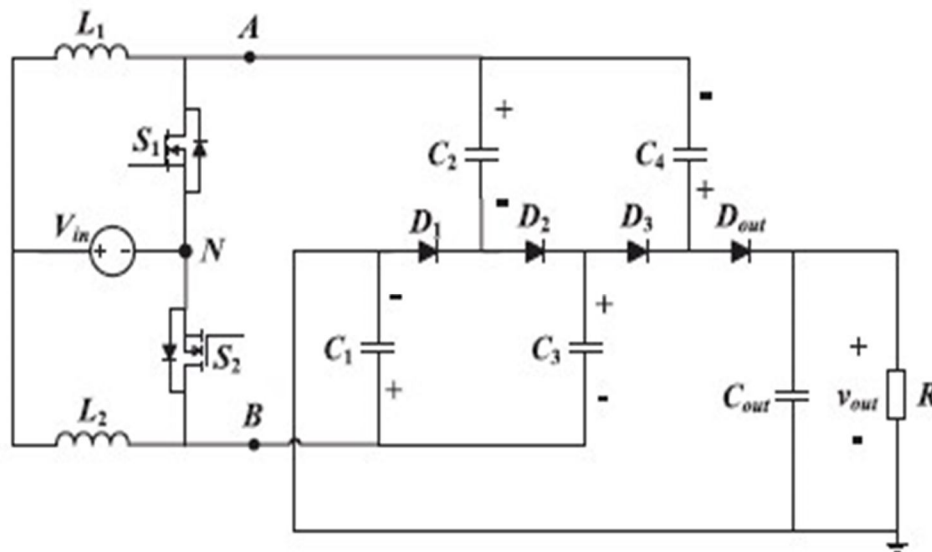 L1
A
S1
+
-
C2
C4
-
+
Vin
+ -
N
D1
D2
D3
Dout
-
+
C1
C3
+
-
S2
L2
B
Cout
+
vout
-
R